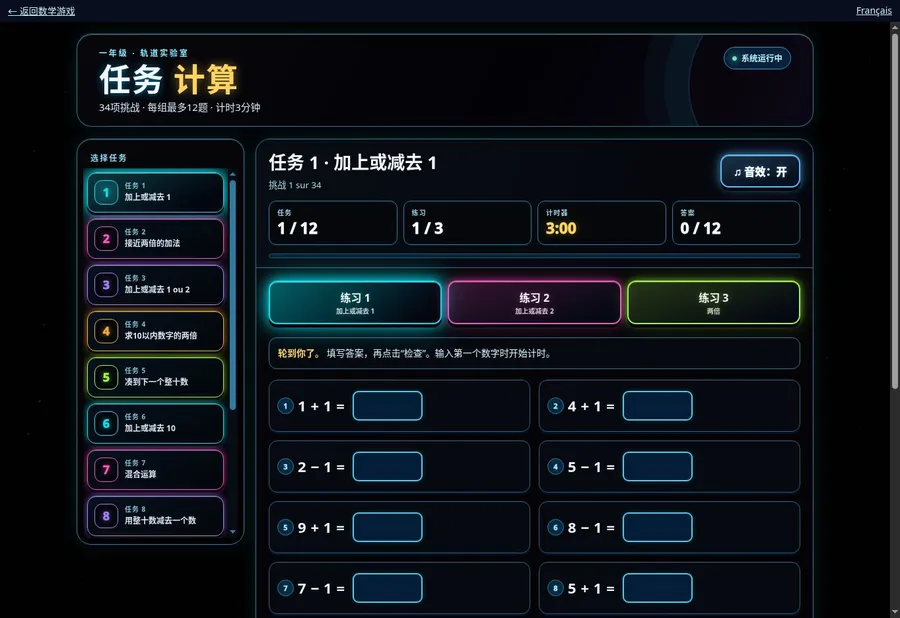 ← 返回数学游戏
Français
一年级 · 轨道实验室
任务 计算
34项挑战 · 每组最多12题 · 计时3分钟
系统运行中
选择任务
1
任务 1
加上或减去 1
2
任务 2
接近两倍的加法
3
任务 3
加上或减去 1 ou 2
4
任务 4
求10以内数字的两倍
5
任务 5
凑到下一个整十数
6
任务 6
加上或减去 10
7
任务 7
混合运算
8
任务 8
用整十数减去一个数
任务 1 · 加上或减去 1
挑战 1 sur 34
♫ 音效：开
任务
1 / 12
练习
1 / 3
计时器
3:00
答案
0 / 12
练习 1
加上或减去 1
练习 2
加上或减去 2
练习 3
两倍
轮到你了。 填写答案，再点击“检查”。输入第一个数字时开始计时。
1 1 + 1 =
2 4 + 1 =
3 2 − 1 =
4 5 − 1 =
5 9 + 1 =
6 8 − 1 =
7 7 − 1 =
8 5 + 1 =